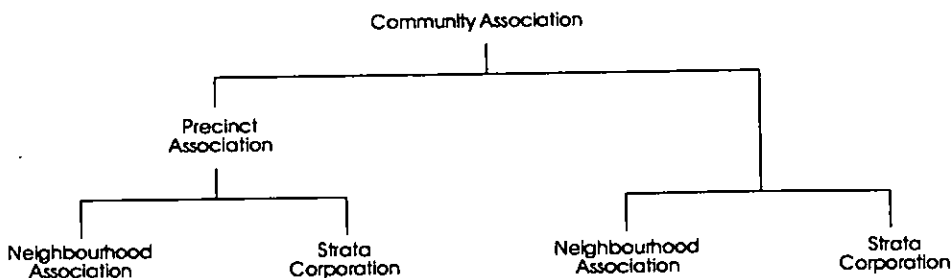 Community Association
Precinct
Association
Neighbourhood
Association
Strata
Corporation
Neighbourhood
Association
Strata
Corporation